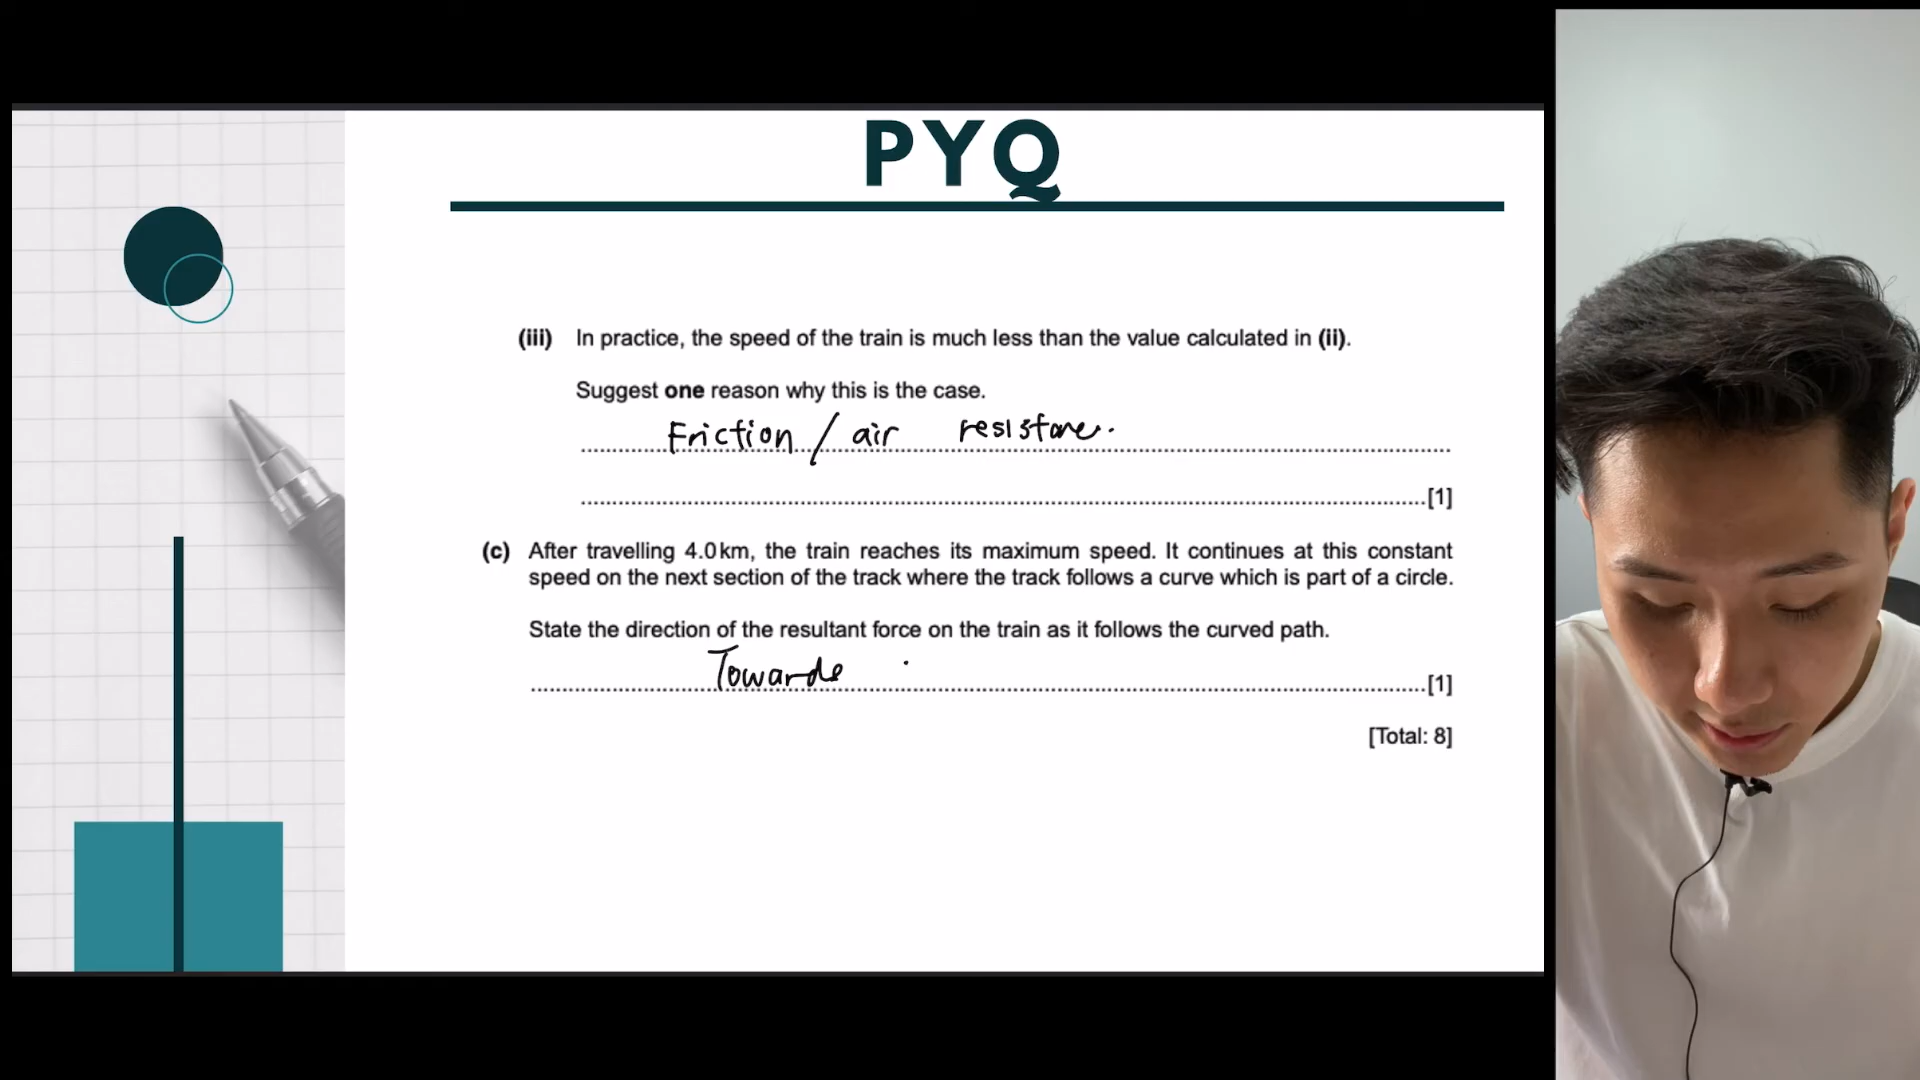 PYQ
(iii) In practice, the speed of the train is much less than the value calculated in (ii).
Suggest one reason why this is the case.
Friction / air resistance.
[1]
(c) After travelling 4.0 km, the train reaches its maximum speed. It continues at this constant
speed on the next section of the track where the track follows a curve which is part of a circle.
State the direction of the resultant force on the train as it follows the curved path.
Towards
[1]
[Total: 8]